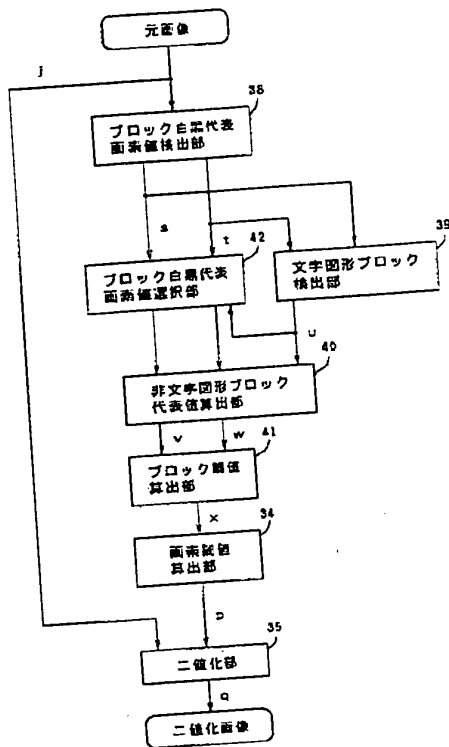 元画像
j
38
ブロック白黒代表
画素値検出部
s
t
42
39
ブロック白黒代表
画素値選択部
文字図形ブロック
検出部
u
40
非文字図形ブロック
代表値算出部
v
w
41
ブロック閾値
算出部
x
34
画素閾値
算出部
35
二値化部
q
二値化画像